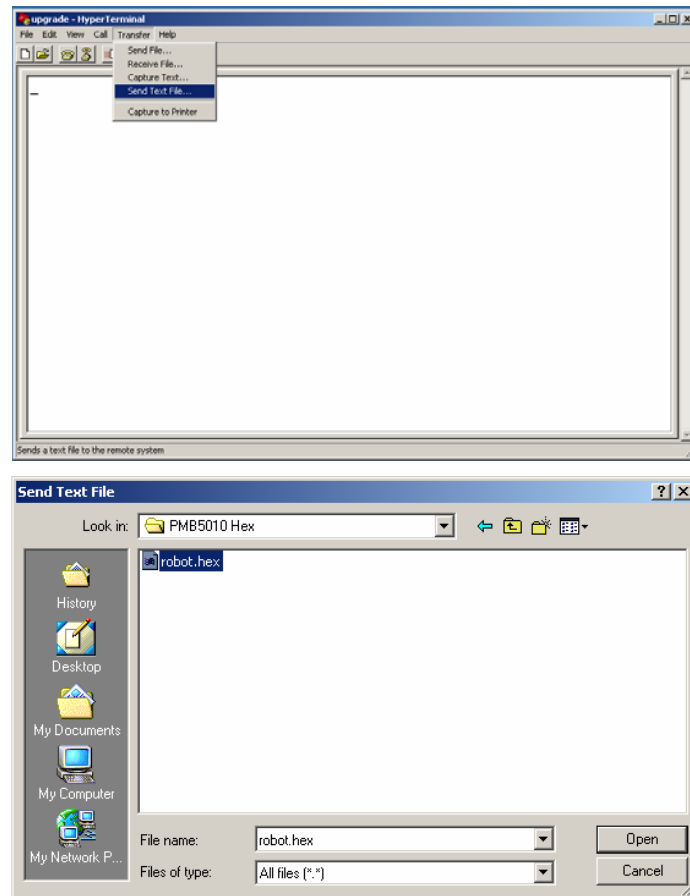 upgrade - HyperTerminal
File Edit View Call Transfer Help
Send File...
Receive File...
Capture Text...
Send Text File...
Capture to Printer
Sends a text file to the remote system
Send Text File
Look in: PMB5010 Hex
robot.hex
History
Desktop
My Documents
My Computer
My Network P...
File name: robot.hex Open
Files of type: All files (*.*) Cancel